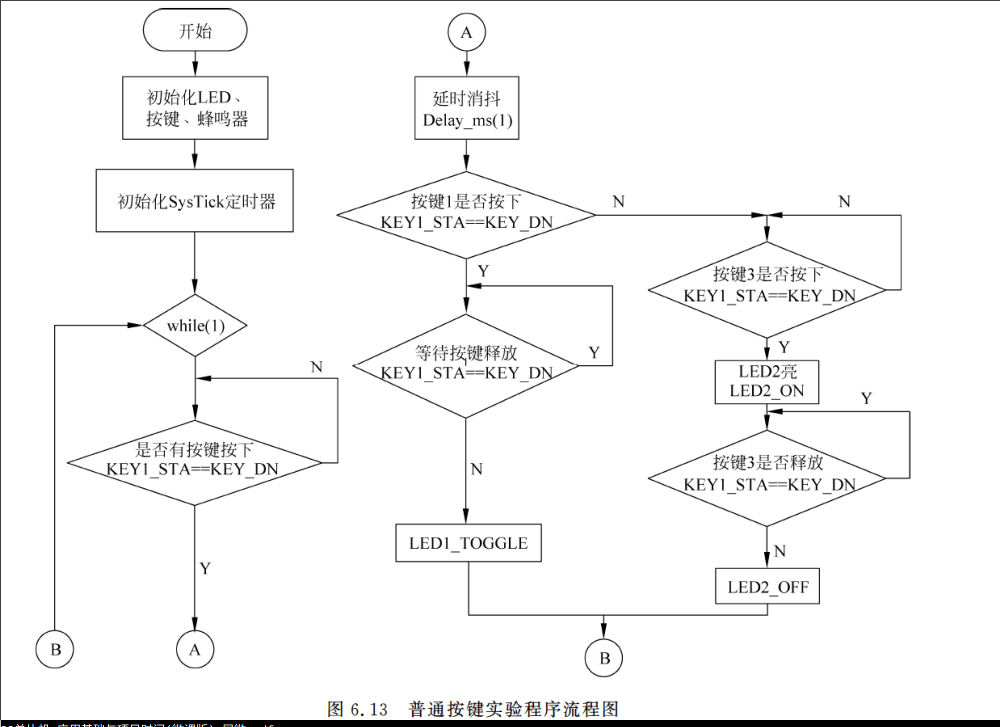 开始
初始化LED、
按键、蜂鸣器
初始化SysTick定时器
while(1)
N
是否有按键按下
KEY1_STA==KEY_DN
Y
B
A
A
延时消抖
Delay_ms(1)
按键1是否按下
KEY1_STA==KEY_DN
N
Y
等待按键释放
KEY1_STA==KEY_DN
Y
N
LED1_TOGGLE
N
按键3是否按下
KEY1_STA==KEY_DN
Y
LED2亮
LED2_ON
Y
按键3是否释放
KEY1_STA==KEY_DN
N
LED2_OFF
B
图 6.13 普通按键实验程序流程图